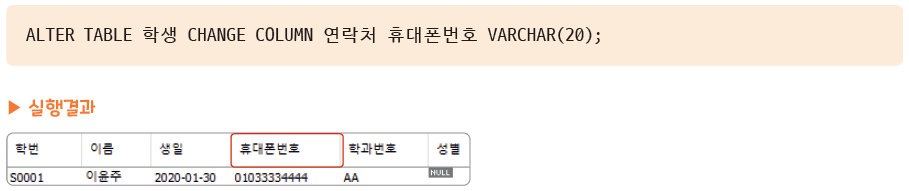 ALTER TABLE 학생 CHANGE COLUMN 연락처 휴대폰번호 VARCHAR(20);
▶ 실행결과
학번 이름 생일 휴대폰번호 학과번호 성별
S0001 이윤주 2020-01-30 01033334444 AA NULL